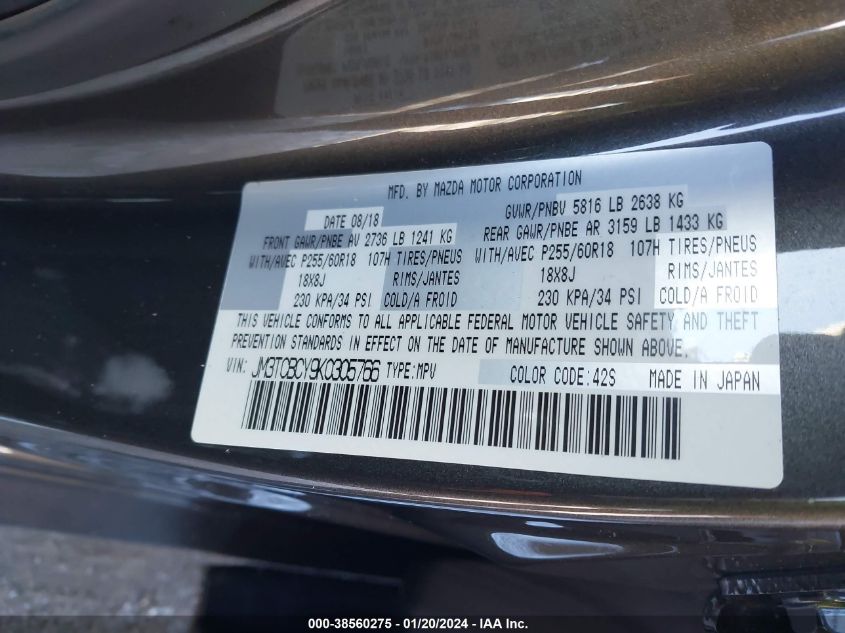 MFD. BY MAZDA MOTOR CORPORATION
DATE 08/18 GVWR/PNBV 5816 LB 2638 KG
FRONT GAWR/PNBE AV 2736 LB 1241 KG REAR GAWR/PNBE AR 3159 LB 1433 KG
WITH/AVEC P255/60R18 107H TIRES/PNEUS WITH/AVEC P255/60R18 107H TIRES/PNEUS
18X8J RIMS/JANTES 18X8J RIMS/JANTES
230 KPA/34 PSI COLD/A FROID 230 KPA/34 PSI COLD/A FROID
THIS VEHICLE CONFORMS TO ALL APPLICABLE FEDERAL MOTOR VEHICLE SAFETY AND THEFT
PREVENTION STANDARDS IN EFFECT ON THE DATE OF MANUFACTURE SHOWN ABOVE.
VIN: JM3TCBCY9K0305766 TYPE:MPV COLOR CODE:42S MADE IN JAPAN
000-38560275 - 01/20/2024 - IAA Inc.